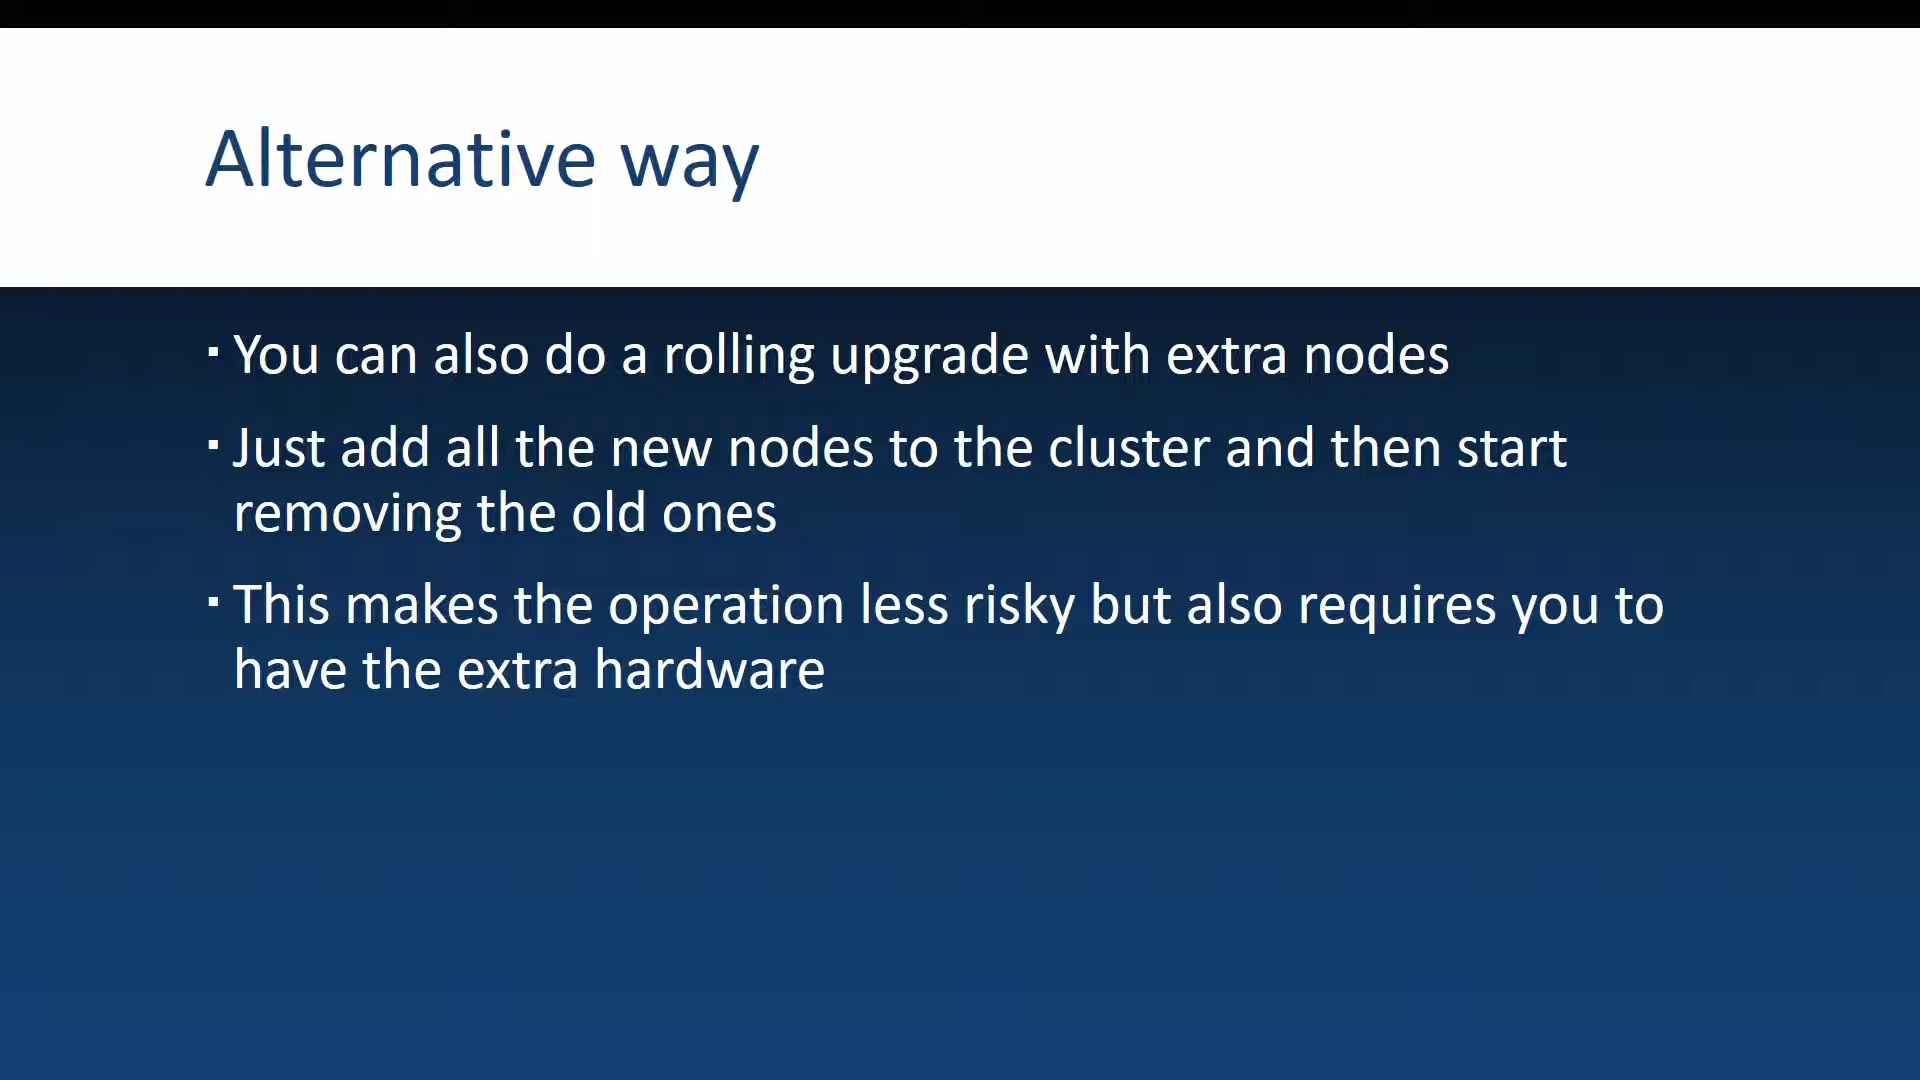 Alternative way
▪ You can also do a rolling upgrade with extra nodes
▪ Just add all the new nodes to the cluster and then start
removing the old ones
▪ This makes the operation less risky but also requires you to
have the extra hardware